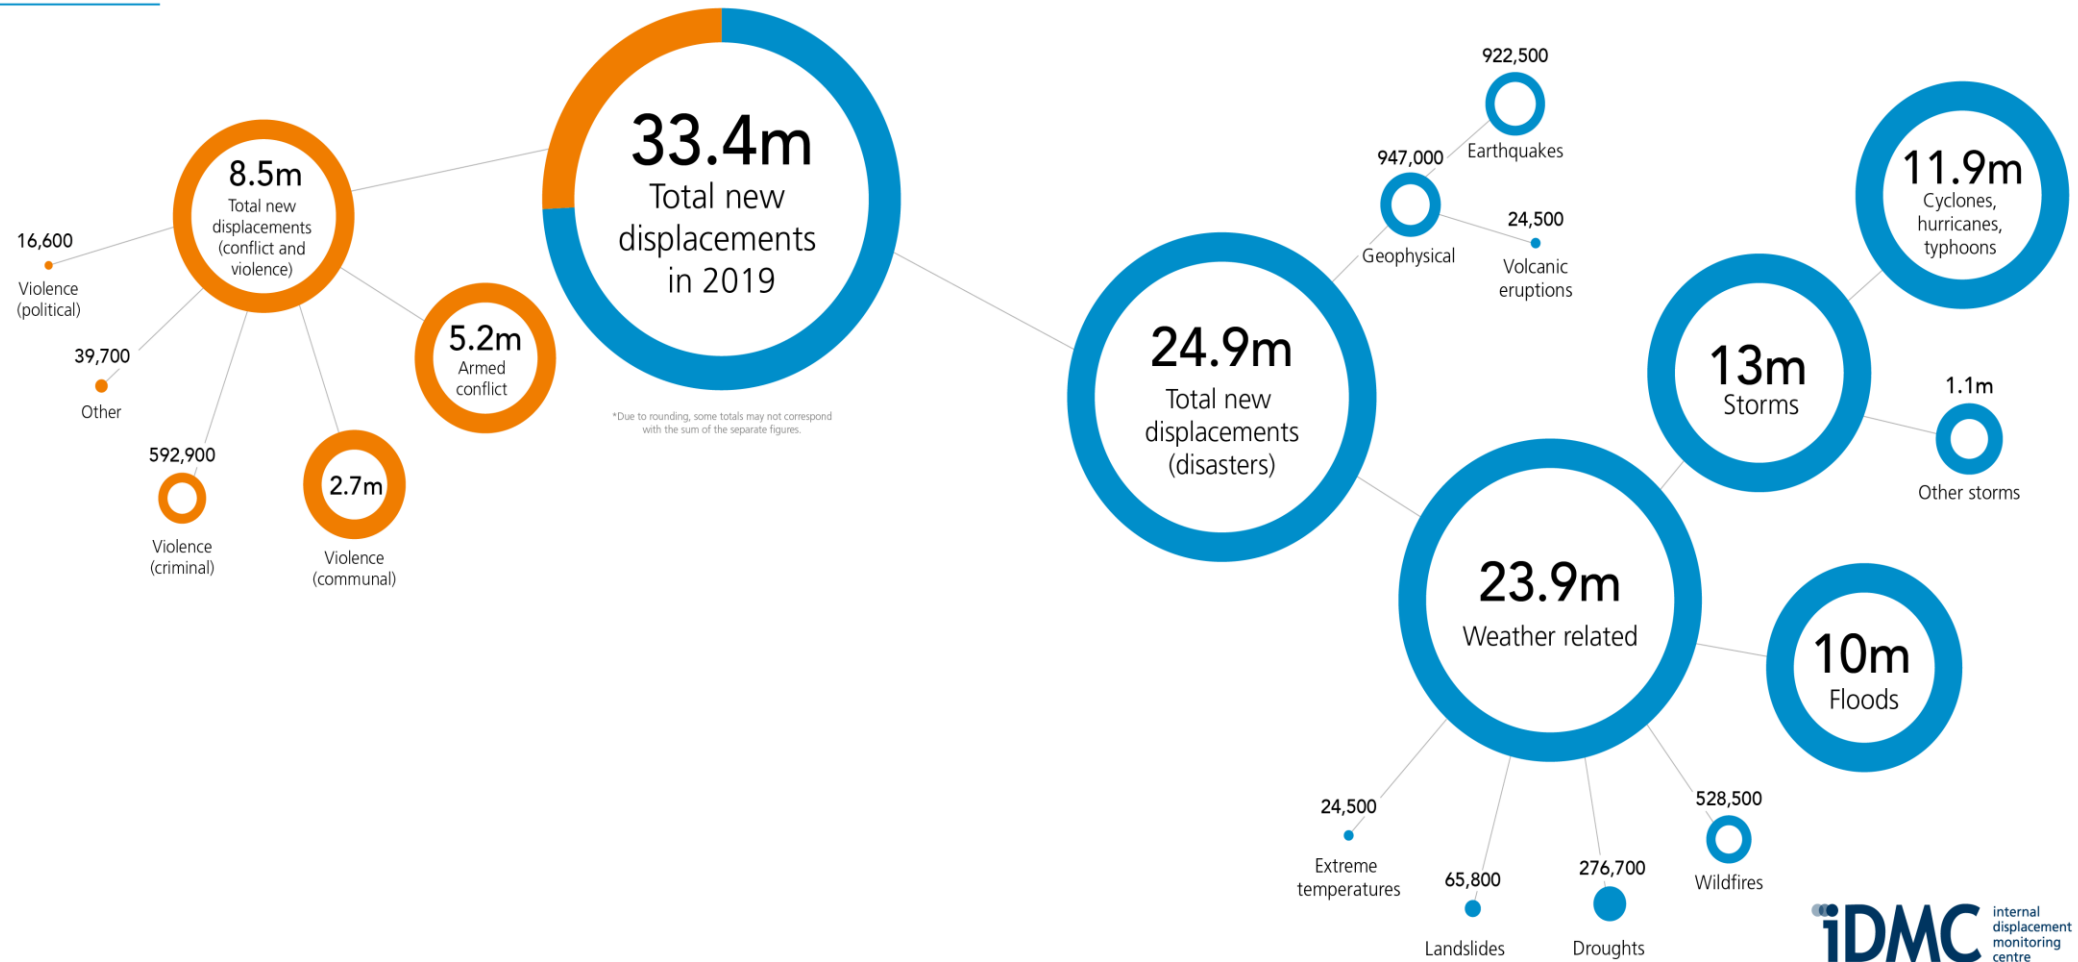 33.4m
Total new
displacements
in 2019
*Due to rounding, some totals may not correspond
with the sum of the separate figures.
8.5m
Total new
displacements
(conflict and
violence)
16,600
Violence
(political)
39,700
Other
592,900
Violence
(criminal)
2.7m
Violence
(communal)
5.2m
Armed
conflict
24.9m
Total new
displacements
(disasters)
947,000
Geophysical
922,500
Earthquakes
24,500
Volcanic
eruptions
23.9m
Weather related
13m
Storms
11.9m
Cyclones,
hurricanes,
typhoons
1.1m
Other storms
10m
Floods
528,500
Wildfires
276,700
Droughts
65,800
Landslides
24,500
Extreme
temperatures
iDMC
internal
displacement
monitoring
centre